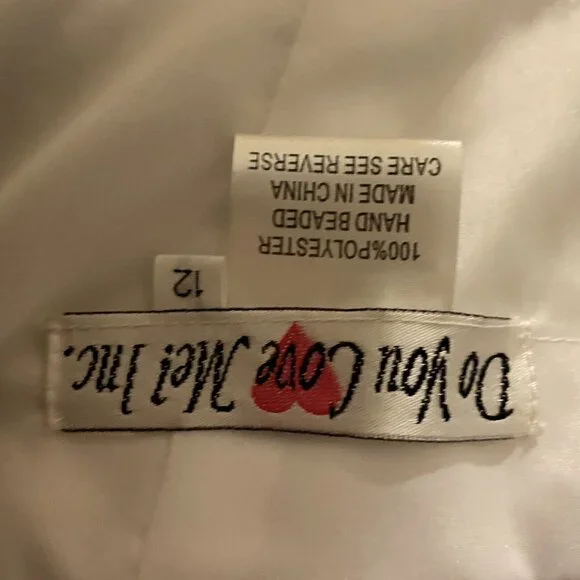 Do You Love Me! Inc.
12
100%POLYESTER
HAND BEADED
MADE IN CHINA
CARE SEE REVERSE